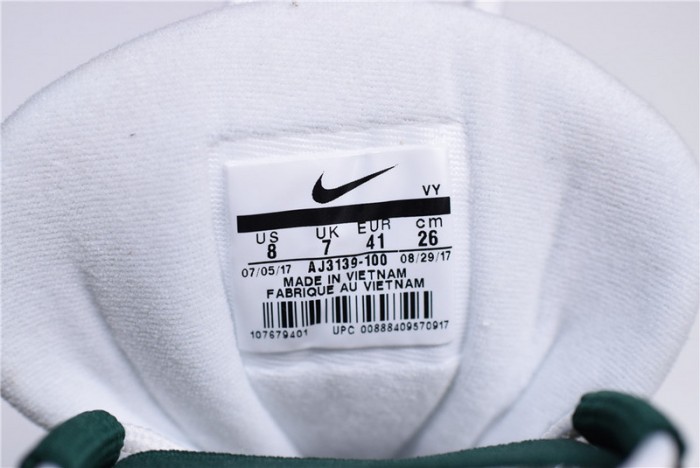 VY
US UK EUR cm
8 7 41 26
07/05/17 AJ3139-100 08/29/17
MADE IN VIETNAM
FABRIQUE AU VIETNAM
107679401 UPC 00888409570917